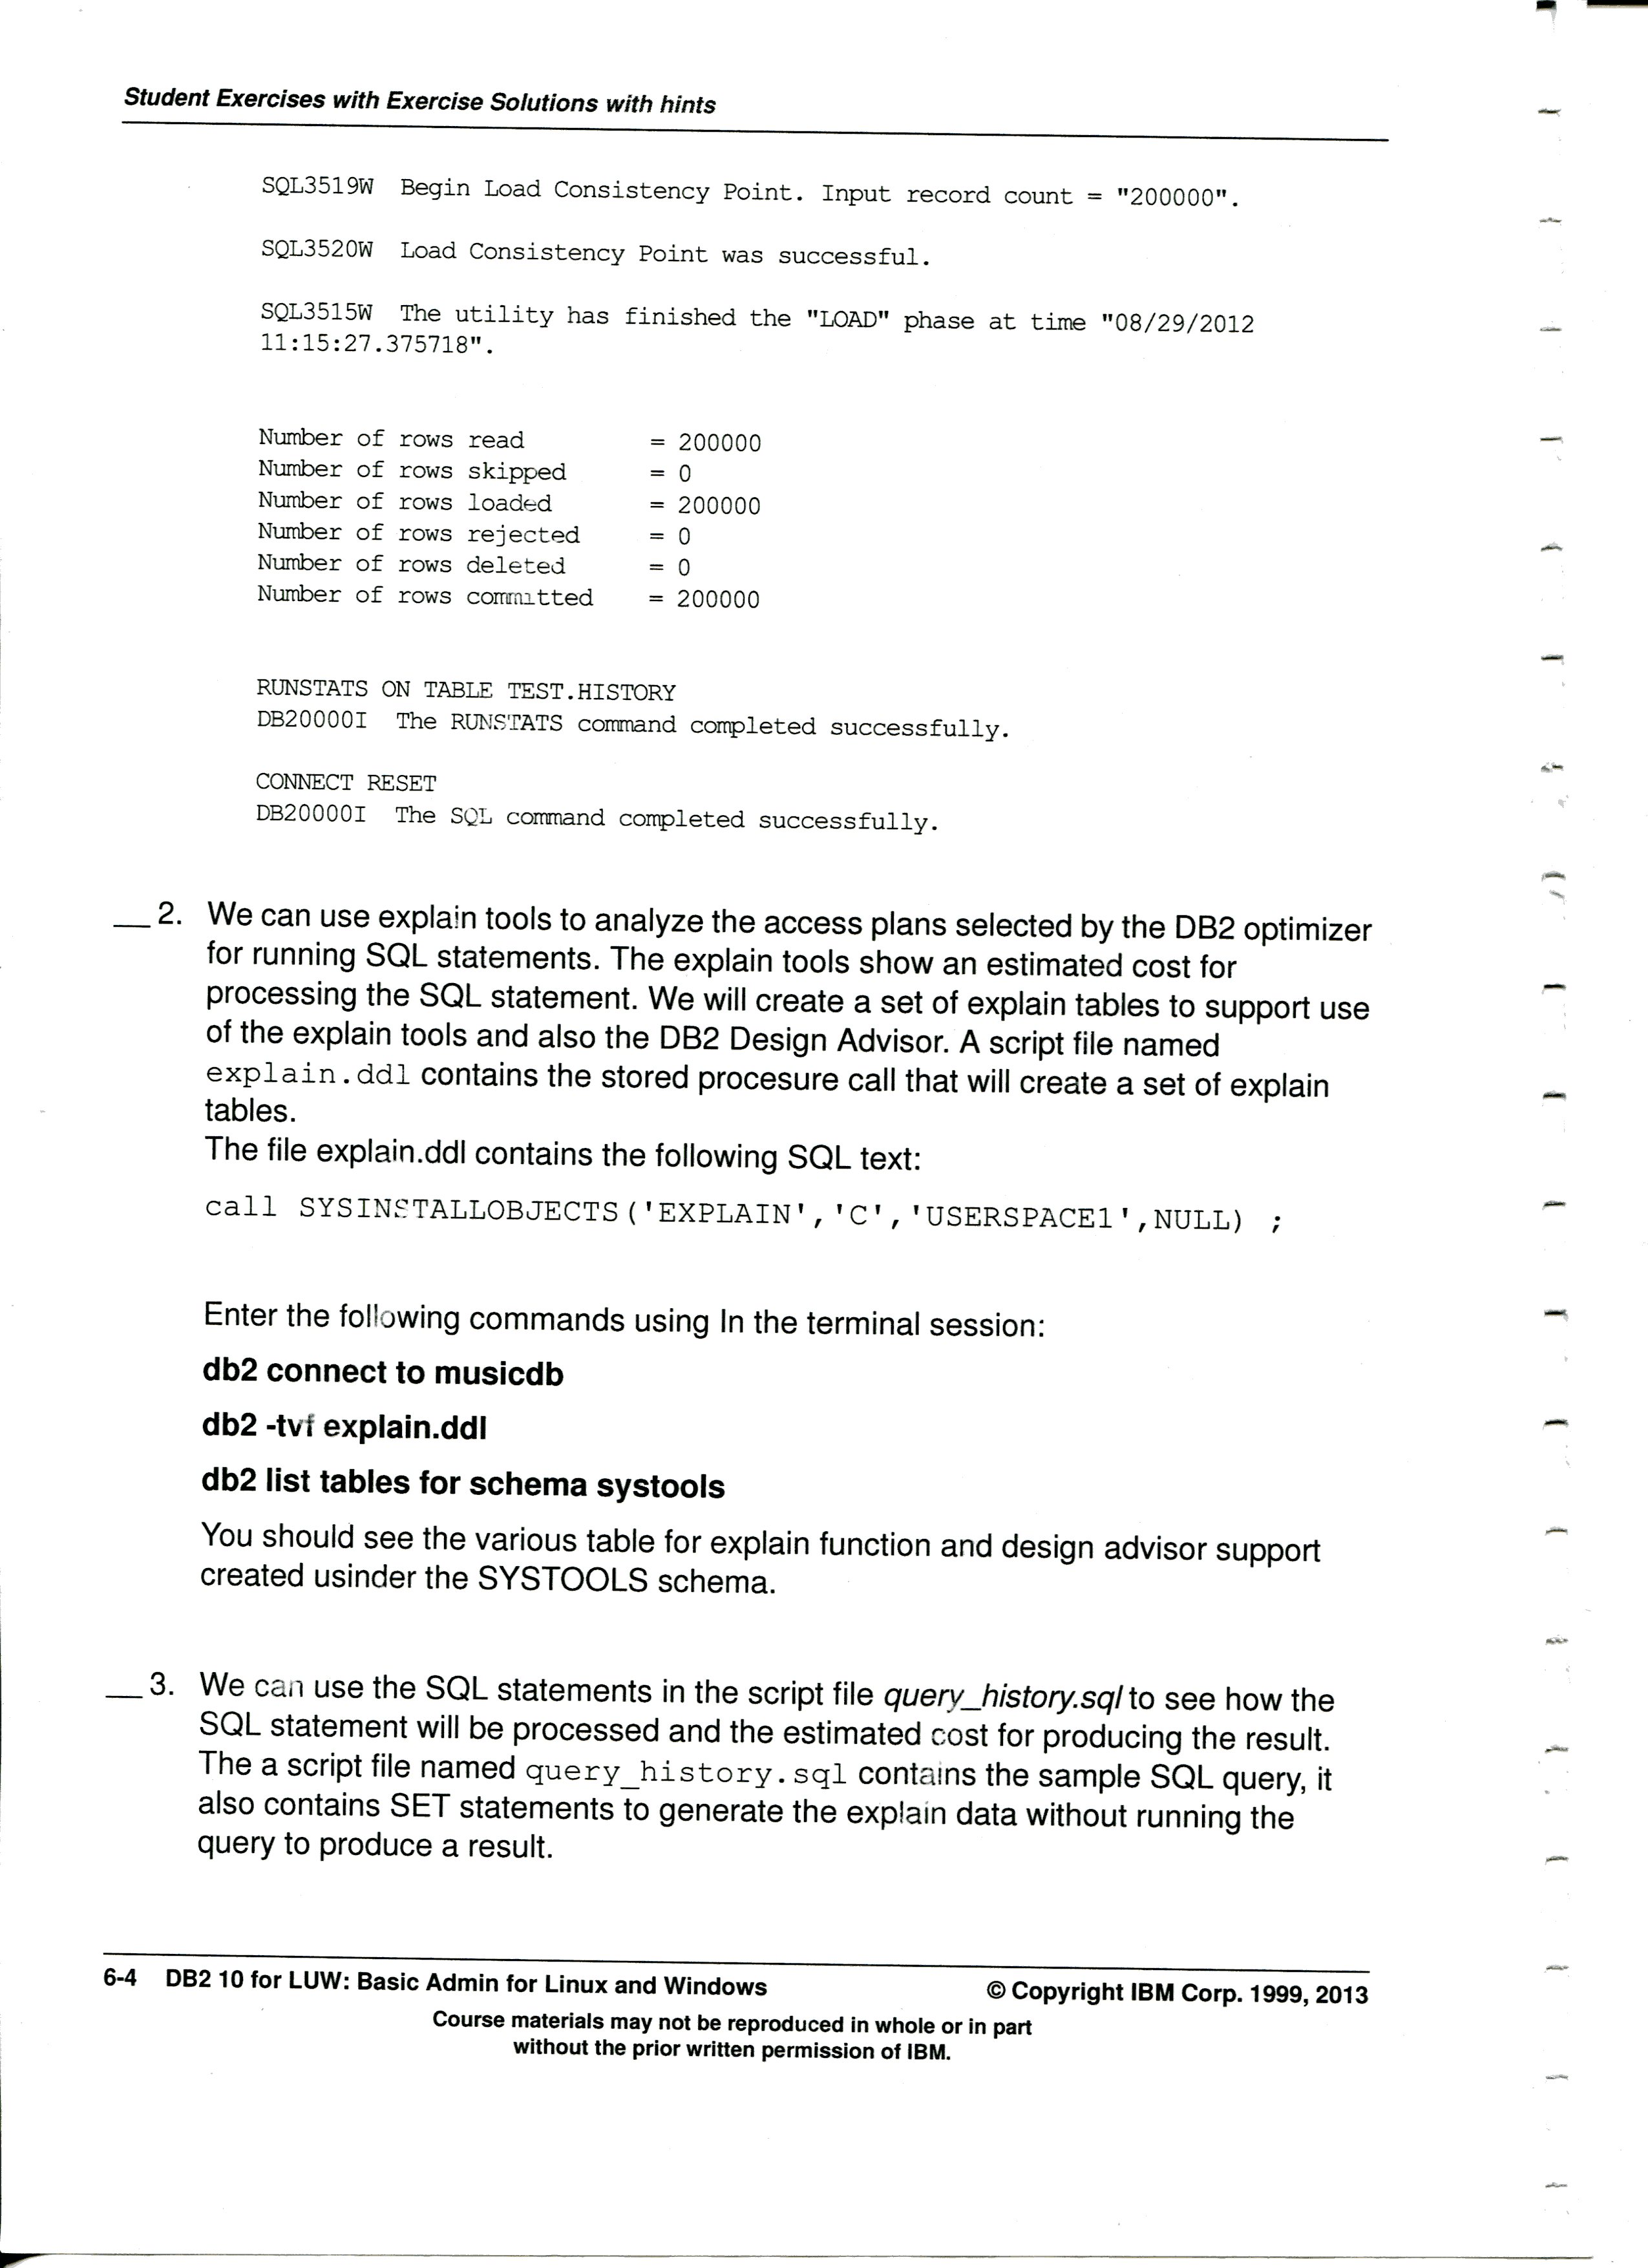 Student Exercises with Exercise Solutions with hints
SQL3519W  Begin Load Consistency Point. Input record count = "200000".
SQL3520W  Load Consistency Point was successful.
SQL3515W  The utility has finished the "LOAD" phase at time "08/29/2012
11:15:27.375718".
Number of rows read         = 200000
Number of rows skipped      = 0
Number of rows loaded       = 200000
Number of rows rejected     = 0
Number of rows deleted      = 0
Number of rows committed    = 200000
RUNSTATS ON TABLE TEST.HISTORY
DB20000I  The RUNSTATS command completed successfully.
CONNECT RESET
DB20000I  The SQL command completed successfully.
__ 2. We can use explain tools to analyze the access plans selected by the DB2 optimizer
for running SQL statements. The explain tools show an estimated cost for
processing the SQL statement. We will create a set of explain tables to support use
of the explain tools and also the DB2 Design Advisor. A script file named
explain.ddl contains the stored procesure call that will create a set of explain
tables.
The file explain.ddl contains the following SQL text:
call SYSINSTALLOBJECTS('EXPLAIN','C','USERSPACE1',NULL) ;
Enter the following commands using In the terminal session:
db2 connect to musicdb
db2 -tvf explain.ddl
db2 list tables for schema systools
You should see the various table for explain function and design advisor support
created usinder the SYSTOOLS schema.
__ 3. We can use the SQL statements in the script file query_history.sql to see how the
SQL statement will be processed and the estimated cost for producing the result.
The a script file named query_history.sql contains the sample SQL query, it
also contains SET statements to generate the explain data without running the
query to produce a result.
6-4 DB2 10 for LUW: Basic Admin for Linux and Windows © Copyright IBM Corp. 1999, 2013
Course materials may not be reproduced in whole or in part
without the prior written permission of IBM.